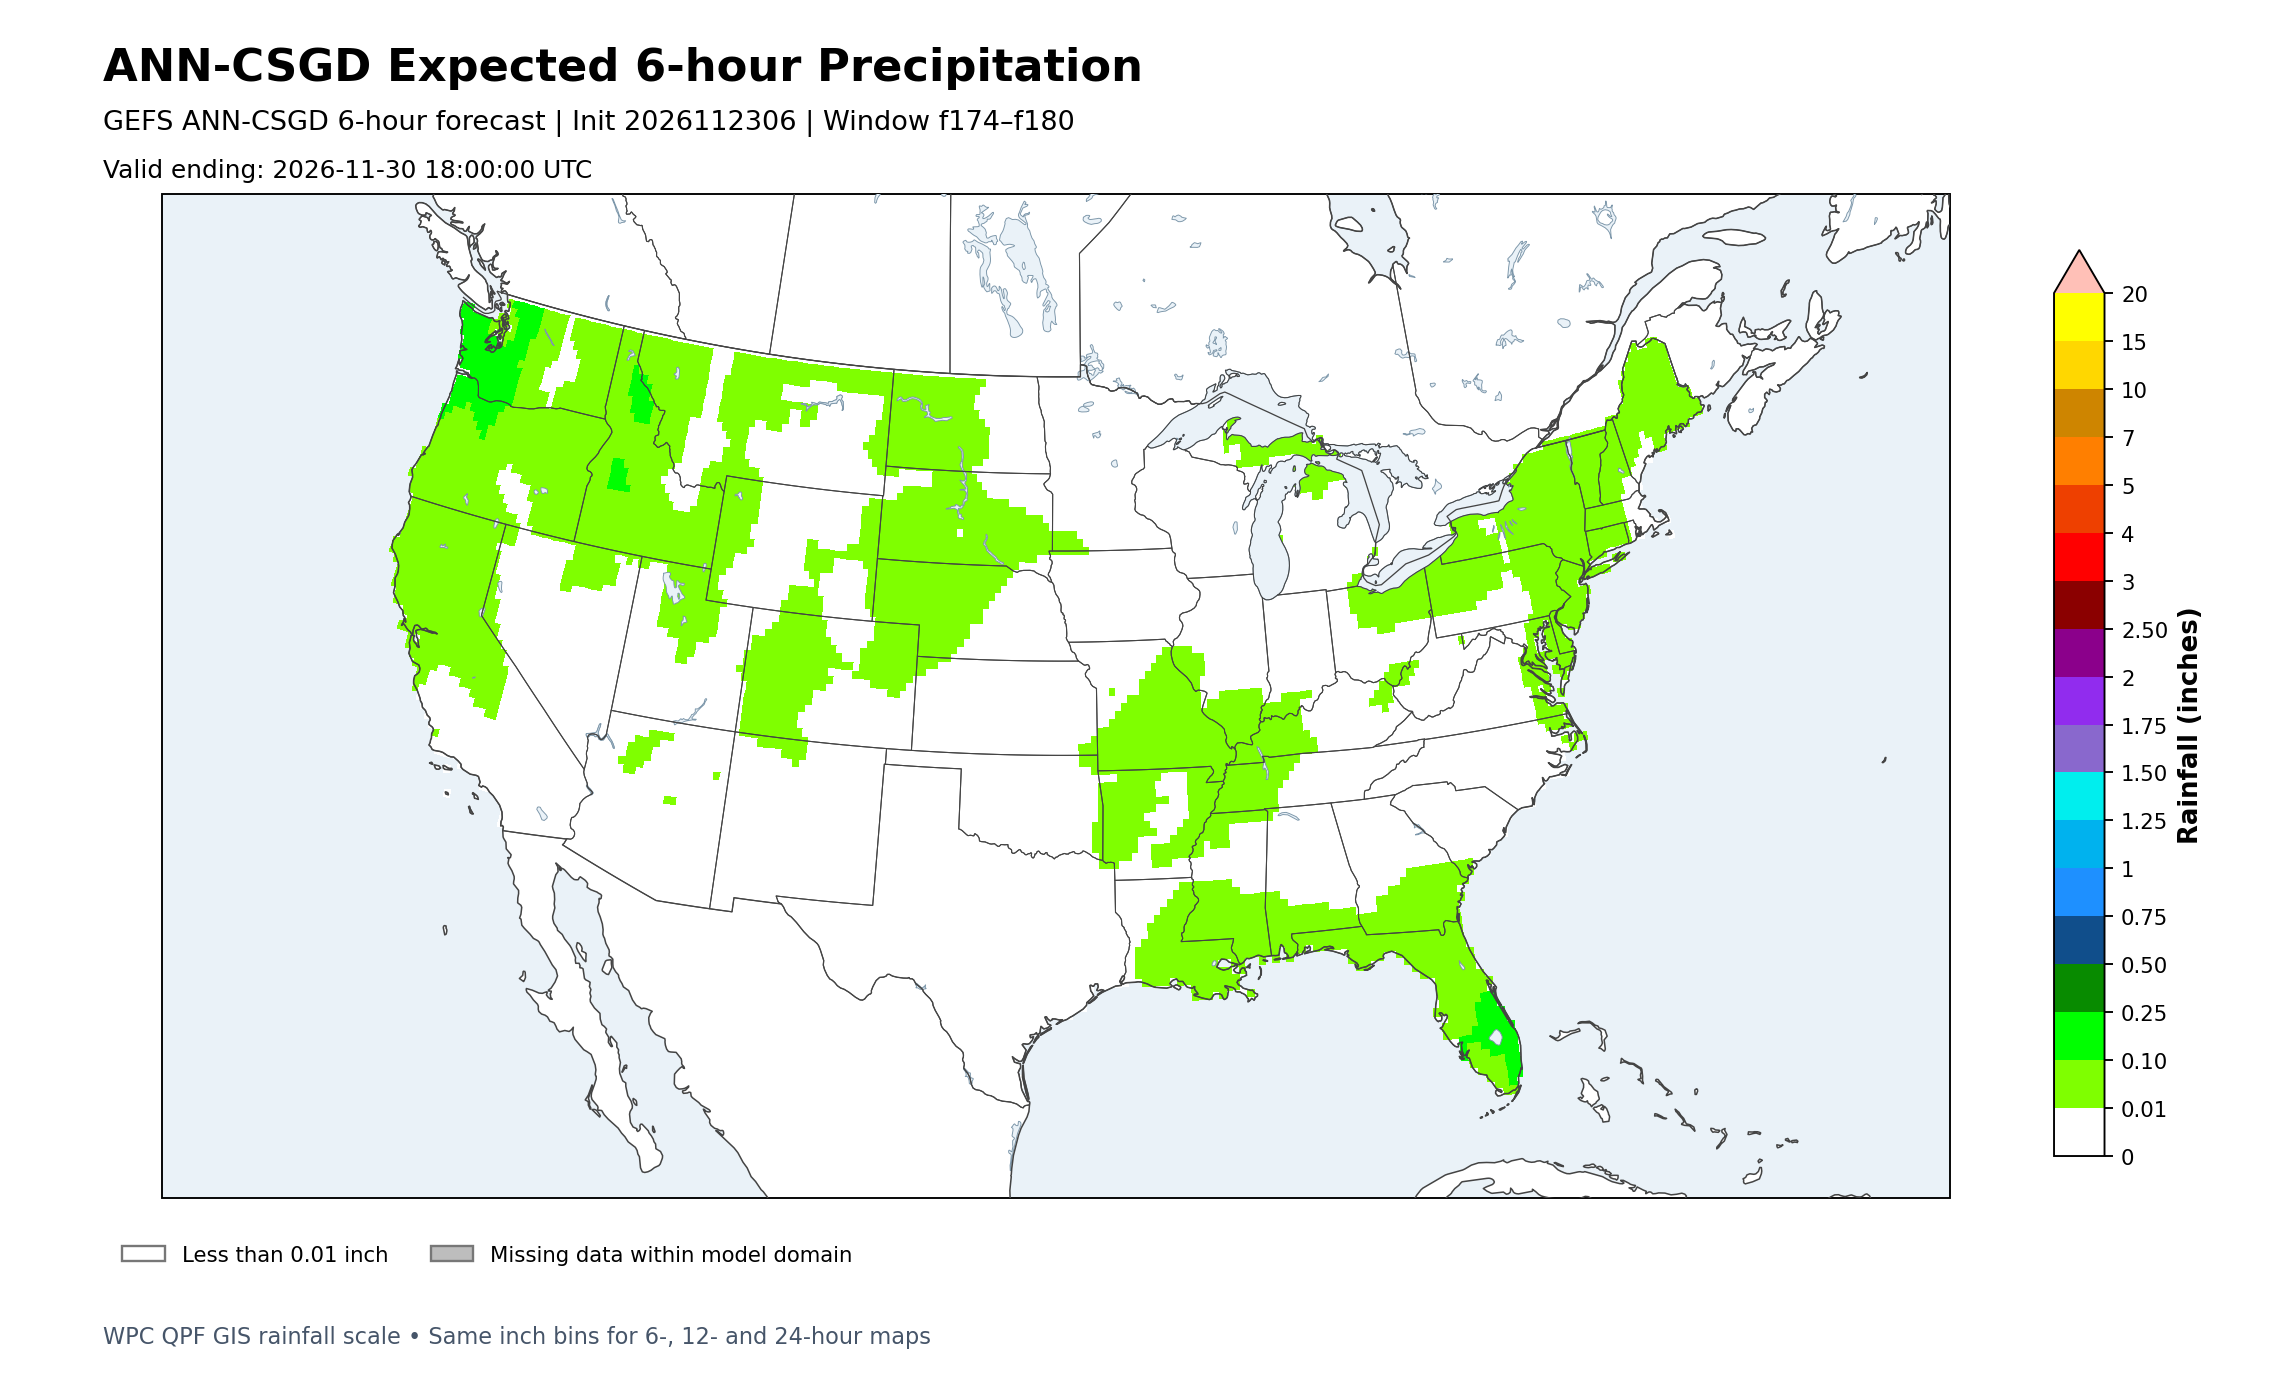 ANN-CSGD Expected 6-hour Precipitation
GEFS ANN-CSGD 6-hour forecast | Init 2026112306 | Window f174–f180
Valid ending: 2026-11-30 18:00:00 UTC
20
15
10
7
5
4
3
2.50
2
1.75
1.50
1.25
1
0.75
0.50
0.25
0.10
0.01
0
Rainfall (inches)
Less than 0.01 inch
Missing data within model domain
WPC QPF GIS rainfall scale • Same inch bins for 6-, 12- and 24-hour maps